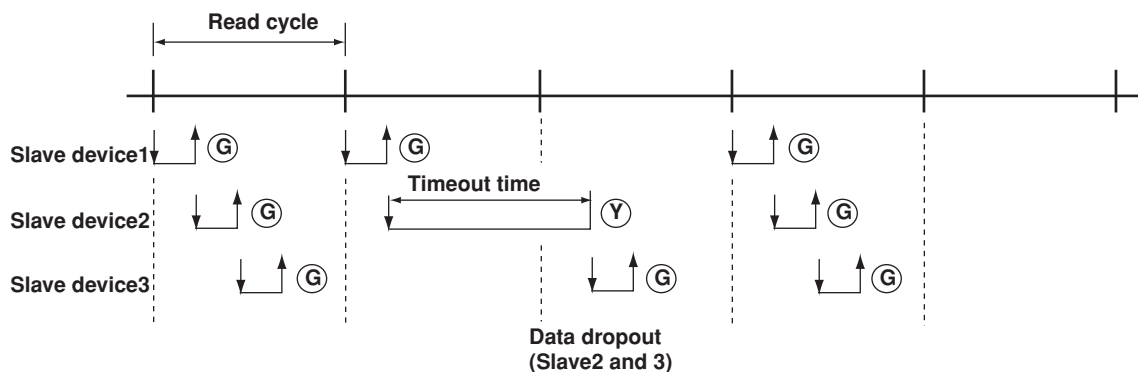 Read cycle
Slave device1 G G G
Timeout time
Slave device2 G Y G
Slave device3 G G G
Data dropout
(Slave2 and 3)